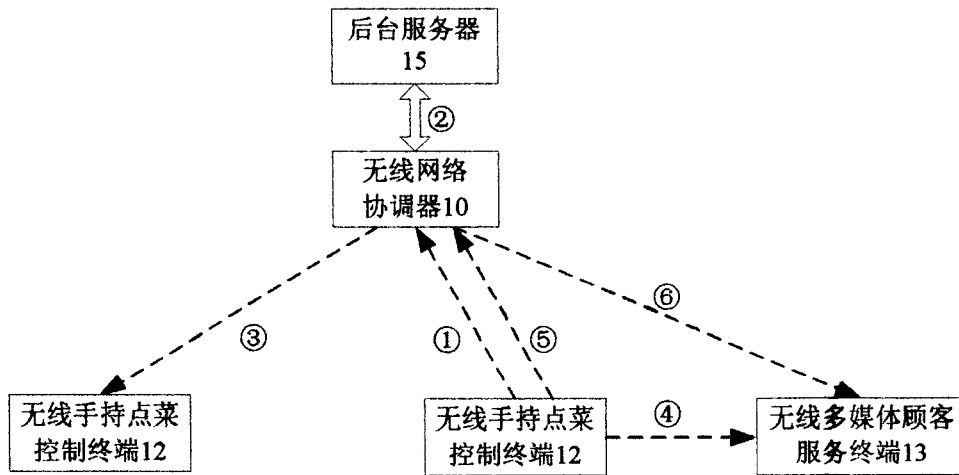 后台服务器
15
②
无线网络
协调器10
③
①
⑤
⑥
无线手持点菜
控制终端12
无线手持点菜
控制终端12
④
无线多媒体顾客
服务终端13